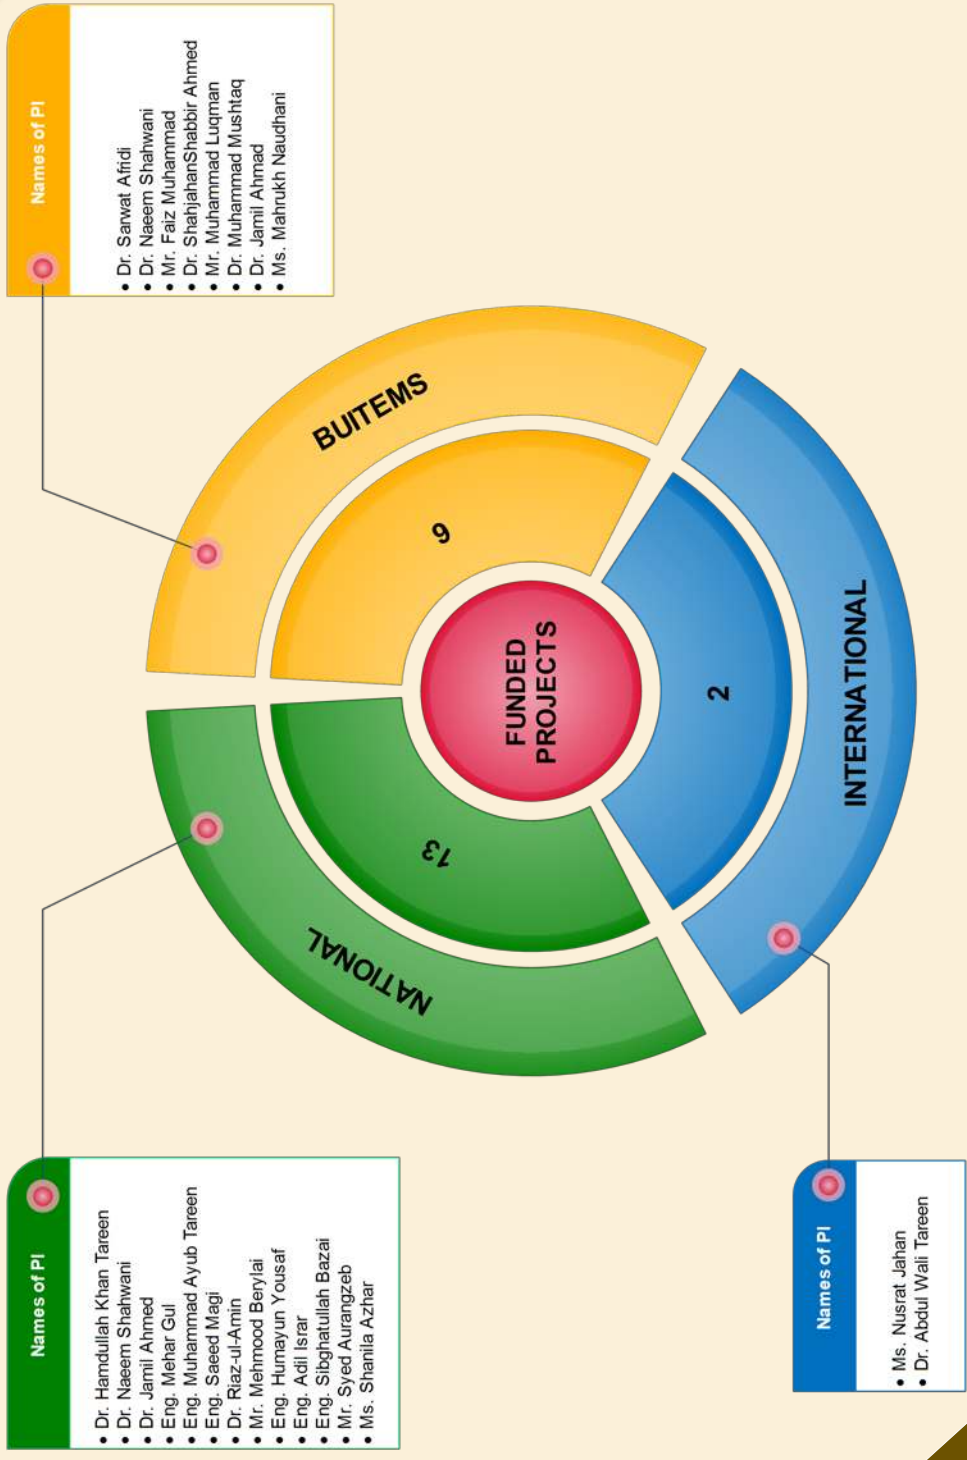 Names of PI
• Dr. Hamdullah Khan Tareen
• Dr. Naeem Shahwani
• Dr. Jamil Ahmed
• Eng. Mehar Gul
• Eng. Muhammad Ayub Tareen
• Eng. Saeed Magi
• Dr. Riaz-ul-Amin
• Mr. Mehmood Berylai
• Eng. Humayun Yousaf
• Eng. Adil Israr
• Eng. Sibghatullah Bazai
• Mr. Syed Aurangzeb
• Ms. Shanila Azhar
Names of PI
• Dr. Sarwat Afridi
• Dr. Naeem Shahwani
• Mr. Faiz Muhammad
• Dr. ShahjahanShabbir Ahmed
• Mr. Muhammad Luqman
• Dr. Muhammad Mushtaq
• Dr. Jamil Ahmad
• Ms. Mahrukh Naudhani
NATIONAL
13
BUITEMS
9
FUNDED
PROJECTS
2
INTERNATIONAL
Names of PI
• Ms. Nusrat Jahan
• Dr. Abdul Wali Tareen